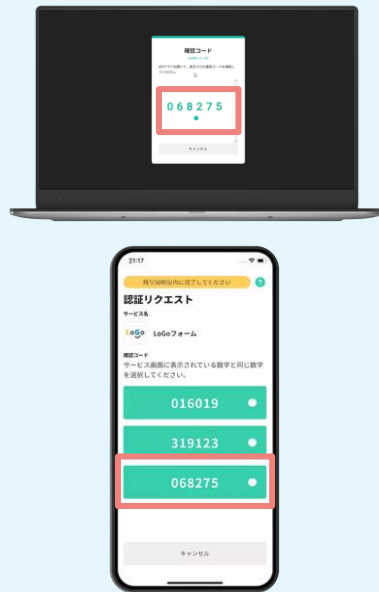 確認コード
068275
キャンセル
21:17
残り50秒以内に完了してください
認証リクエスト
サービス名
LoGo
LoGoフォーム
確認コード
サービス画面に表示されている数字と同じ数字
を選択してください。
016019
319123
068275
キャンセル